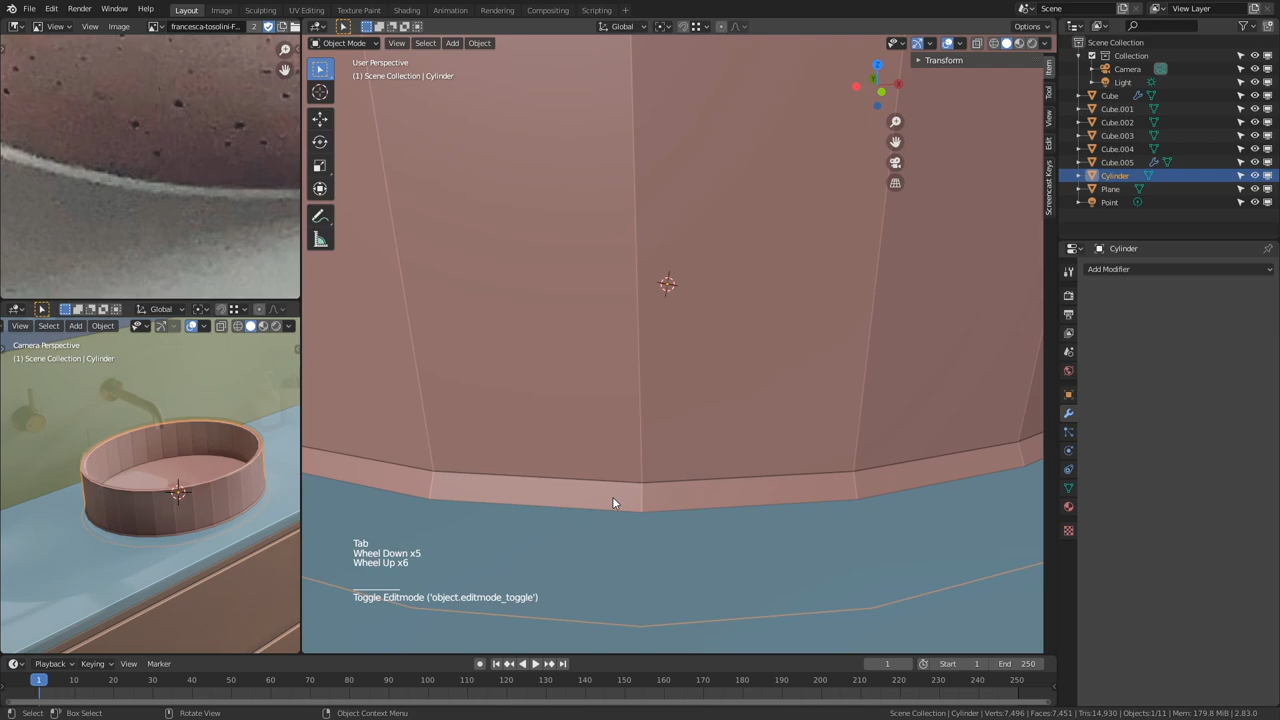 File Edit Render Window Help
Layout Image Sculpting UV Editing Texture Paint Shading Animation Rendering Compositing Scripting
Scene
View Layer
View View Image francesca-tosolini-F... 2
Global
Options
Object Mode View Select Add Object
User Perspective
(1) Scene Collection | Cylinder
Transform
Item
Tool
View
Edit
Screencast Keys
Scene Collection
Collection
Camera
Light
Cube
Cube.001
Cube.002
Cube.003
Cube.004
Cube.005
Cylinder
Plane
Point
Cylinder
Add Modifier
Global
View Select Add Object
Camera Perspective
(1) Scene Collection | Cylinder
Tab
Wheel Down x5
Wheel Up x6
Toggle Editmode ('object.editmode_toggle')
Playback Keying View Marker
1 Start 1 End 250
1 10 20 30 40 50 60 70 80 90 100 110 120 130 140 150 160 170 180 190 200 210 220 230 240 250
Select Box Select Rotate View Object Context Menu
Scene Collection | Cylinder | Verts:7,496 | Faces:7,451 | Tris:14,930 | Objects:1/11 | Mem: 179.8 MiB | 2.83.0